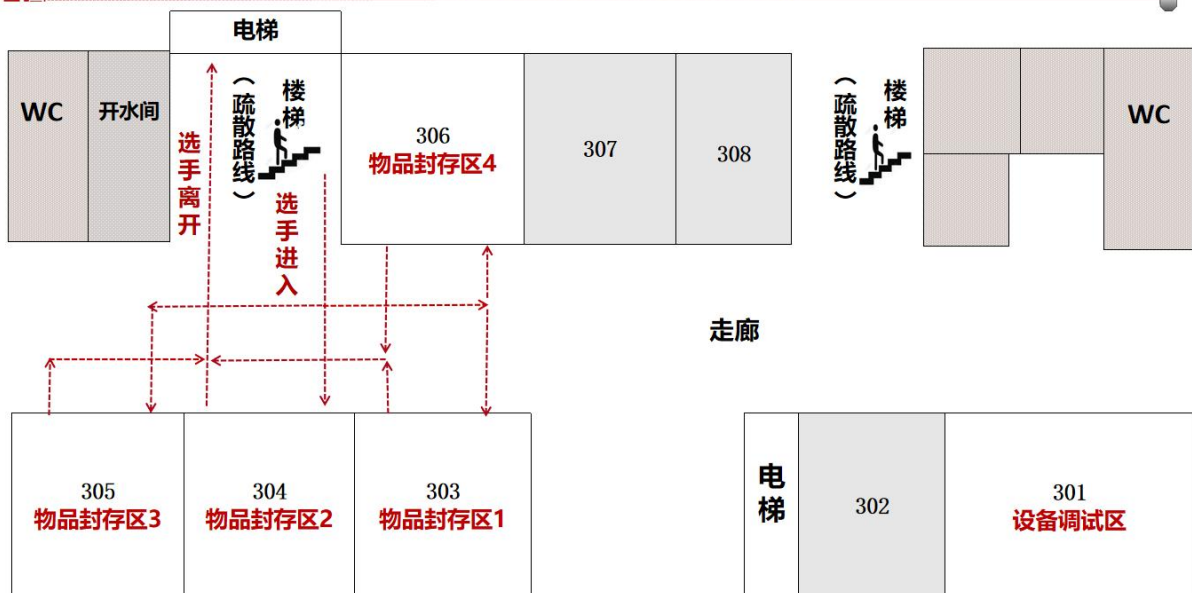 电梯
WC
开水间
选手离开
（疏散路线）
楼梯
选手进入
306
物品封存区4
307
308
（疏散路线）
楼梯
WC
走廊
305
物品封存区3
304
物品封存区2
303
物品封存区1
电梯
302
301
设备调试区